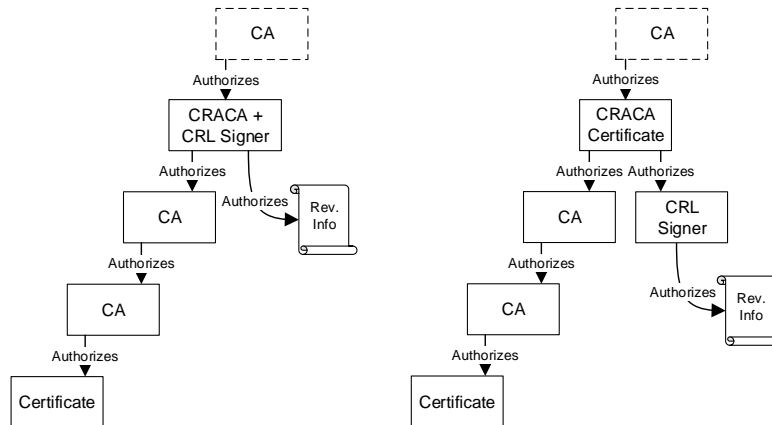 CA
Authorizes
CRACA +
CRL Signer
Authorizes
Authorizes
CA
Rev.
Info
Authorizes
CA
Authorizes
Certificate
CA
Authorizes
CRACA
Certificate
Authorizes
Authorizes
CA
CRL
Signer
Authorizes
Authorizes
CA
Rev.
Info
Authorizes
Certificate